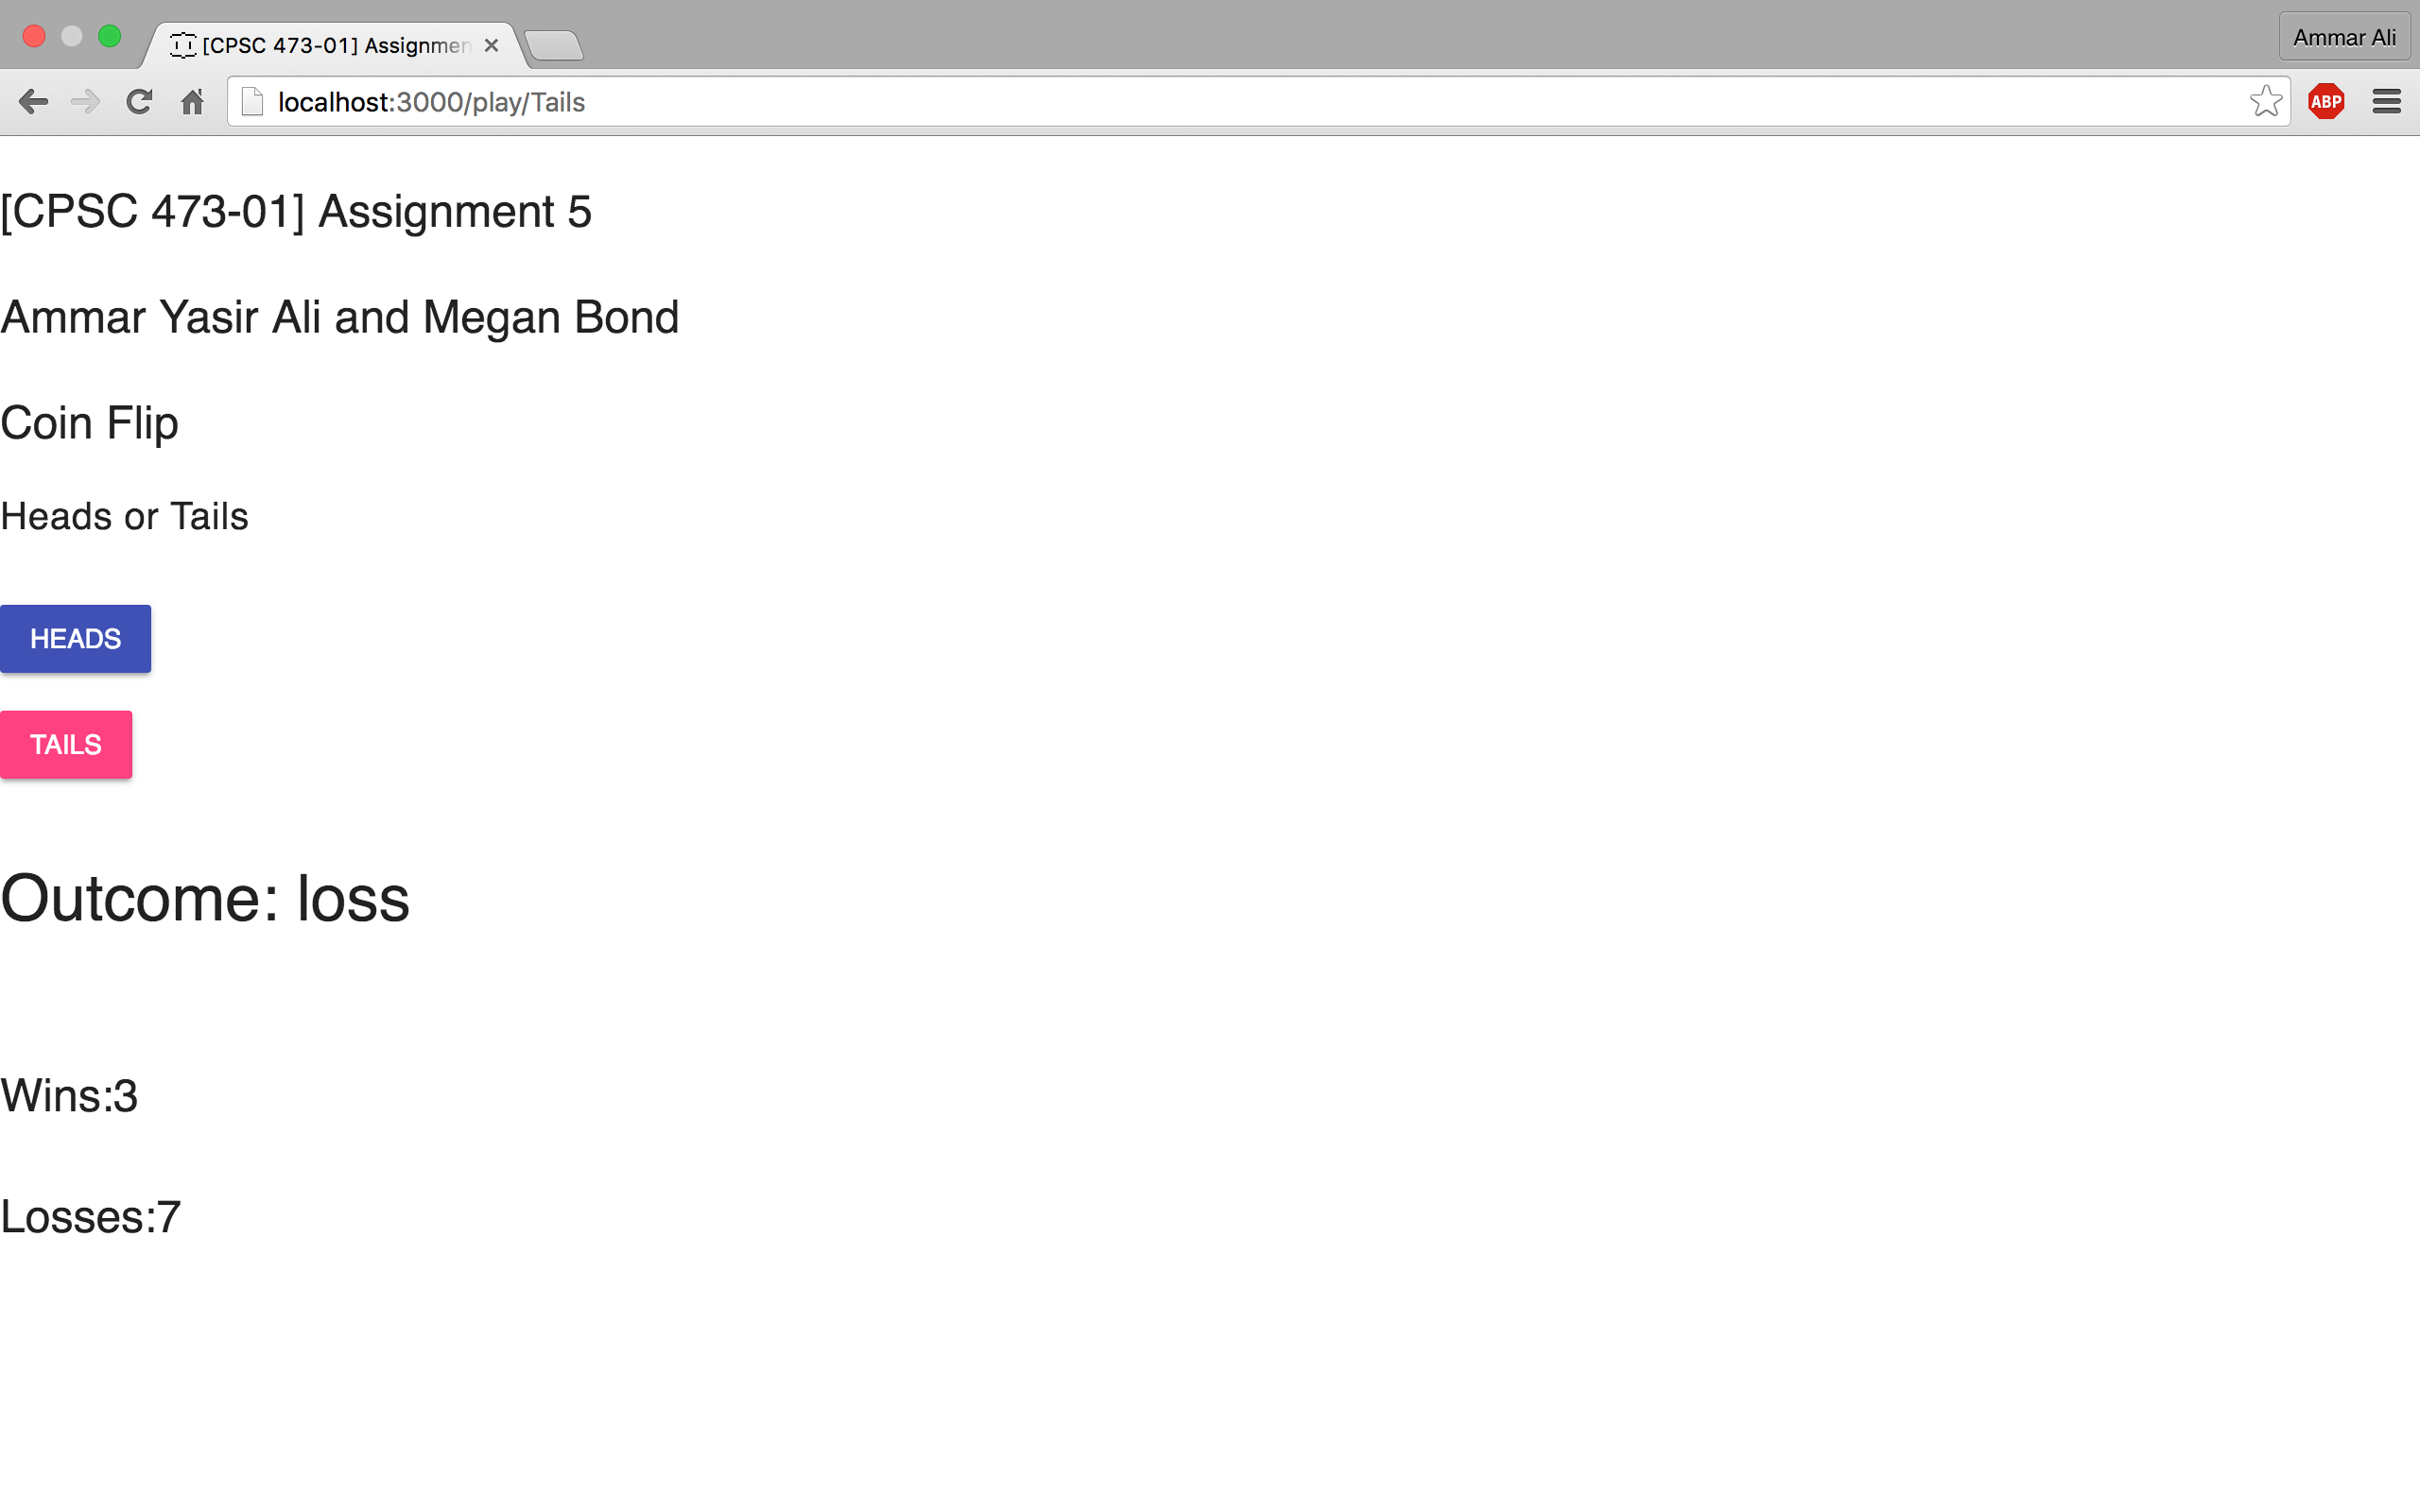 [CPSC 473-01] Assignmen
Ammar Ali
localhost:3000/play/Tails
ABP
[CPSC 473-01] Assignment 5
Ammar Yasir Ali and Megan Bond
Coin Flip
Heads or Tails
HEADS
TAILS
Outcome: loss
Wins:3
Losses:7